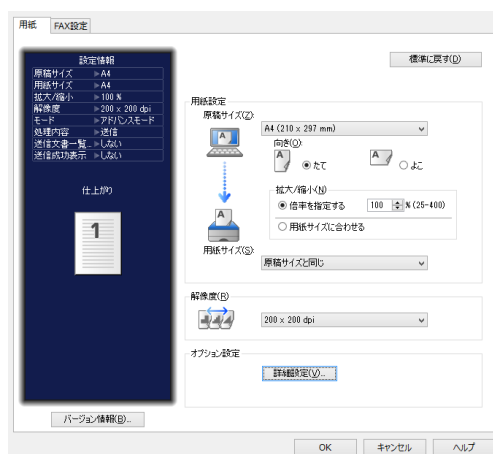 用紙 FAX設定
設定情報
原稿サイズ ▶A4
用紙サイズ ▶A4
拡大/縮小 ▶100 %
解像度 ▶200 x 200 dpi
モード ▶アドバンスモード
処理内容 ▶送信
送信文書一覧... ▶しない
送信成功表示 ▶しない
仕上がり
1
バージョン情報(B)...
標準に戻す(D)
用紙設定
原稿サイズ(Z):
A4 (210 x 297 mm)
A
向き(O):
A たて A よこ
拡大/縮小(N)
倍率を指定する 100 % (25-400)
用紙サイズに合わせる
A
用紙サイズ(S):
原稿サイズと同じ
解像度(R)
200 x 200 dpi
オプション設定
詳細設定(V)...
OK キャンセル ヘルプ